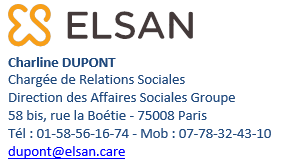 ELSAN
Charline DUPONT
Chargée de Relations Sociales
Direction des Affaires Sociales Groupe
58 bis, rue la Boétie - 75008 Paris
Tél : 01-58-56-16-74 - Mob : 07-78-32-43-10
dupont@elsan.care